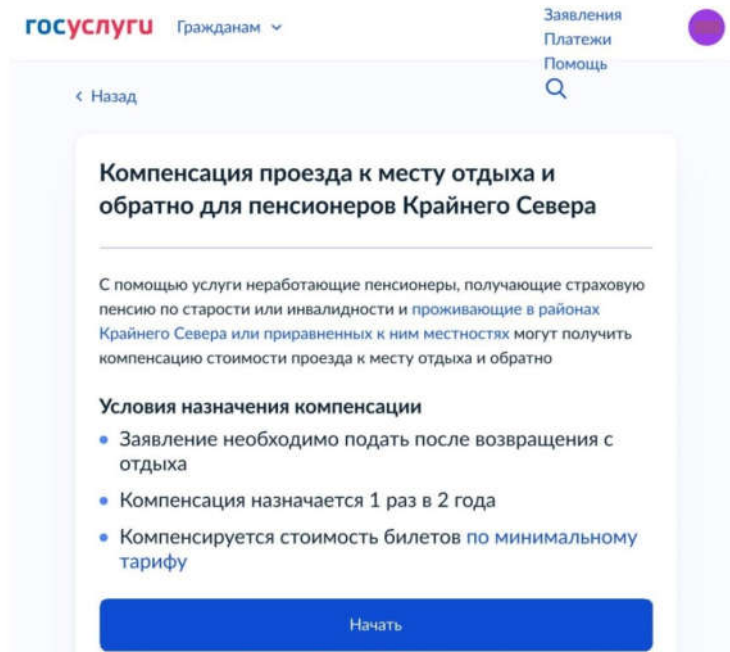 госуслуги Гражданам
Заявления
Платежи
Помощь
Назад
Компенсация проезда к месту отдыха и
обратно для пенсионеров Крайнего Севера
С помощью услуги неработающие пенсионеры, получающие страховую
пенсию по старости или инвалидности и проживающие в районах
Крайнего Севера или приравненных к ним местностях могут получить
компенсацию стоимости проезда к месту отдыха и обратно
Условия назначения компенсации
Заявление необходимо подать после возвращения с
отдыха
Компенсация назначается 1 раз в 2 года
Компенсируется стоимость билетов по минимальному
тарифу
Начать